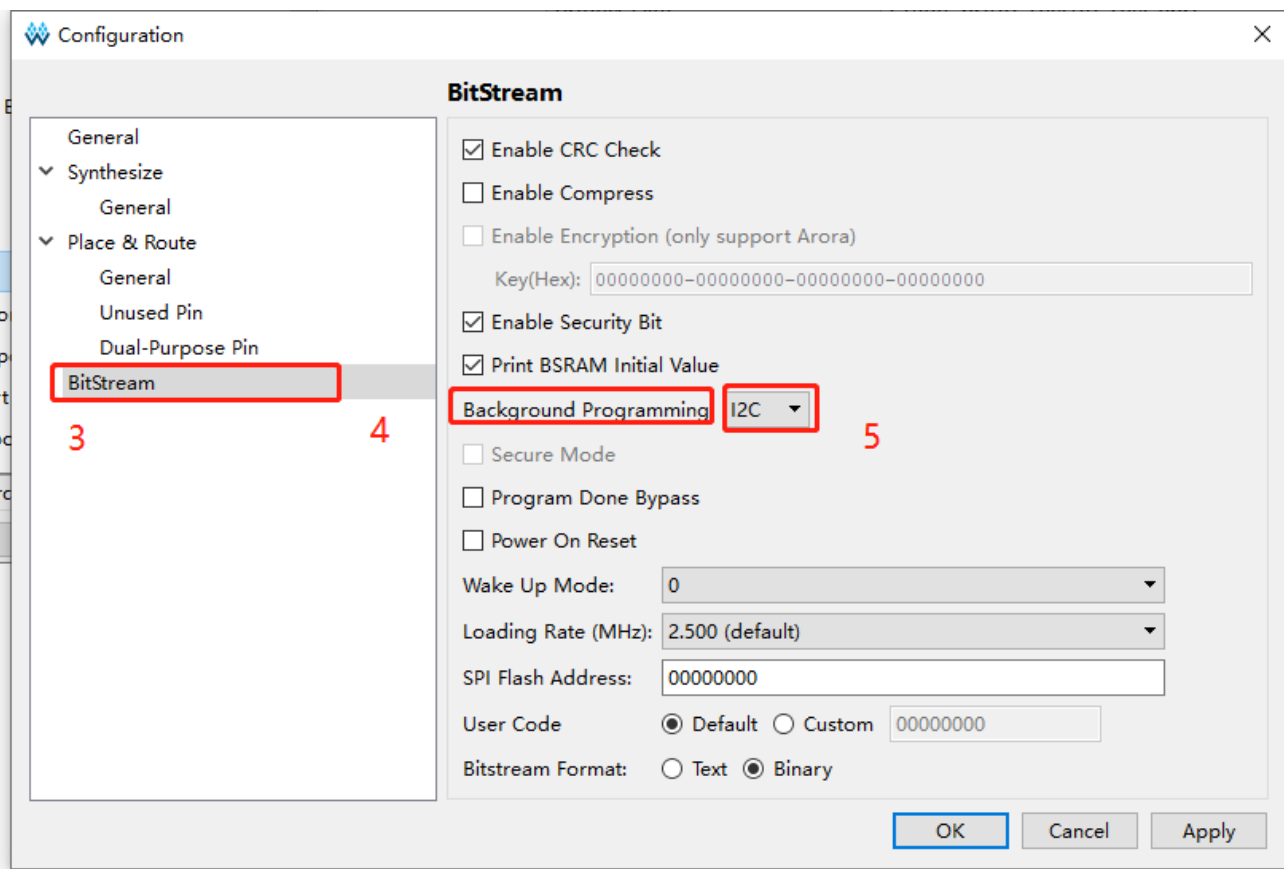 Configuration
BitStream
General
Synthesize
General
Place & Route
General
Unused Pin
Dual-Purpose Pin
BitStream
3
4
Enable CRC Check
Enable Compress
Enable Encryption (only support Arora)
Key(Hex): 00000000-00000000-00000000-00000000
Enable Security Bit
Print BSRAM Initial Value
Background Programming I2C
5
Secure Mode
Program Done Bypass
Power On Reset
Wake Up Mode: 0
Loading Rate (MHz): 2.500 (default)
SPI Flash Address: 00000000
User Code Default Custom 00000000
Bitstream Format: Text Binary
OK Cancel Apply